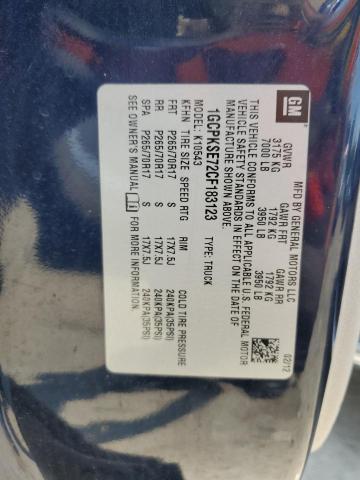 GM
MFD BY GENERAL MOTORS LLC
02/12
GVWR GAWR FRT GAWR RR
3175 KG 1792 KG 1792 KG
7000 LB 3950 LB 3950 LB
THIS VEHICLE CONFORMS TO ALL APPLICABLE U.S. FEDERAL MOTOR
VEHICLE SAFETY STANDARDS IN EFFECT ON THE DATE OF
MANUFACTURE SHOWN ABOVE.
1GCPKSE72CF183123 TYPE: TRUCK
MODEL: K10543
KFHN TIRE SIZE SPEED RTG RIM COLD TIRE PRESSURE
FRT P265/70R17 S 17X7.5J 240KPA(35PSI)
RR P265/70R17 S 17X7.5J 240KPA(35PSI)
SPA P265/70R17 S 17X7.5J 240KPA(35PSI)
SEE OWNER'S MANUAL FOR MORE INFORMATION.